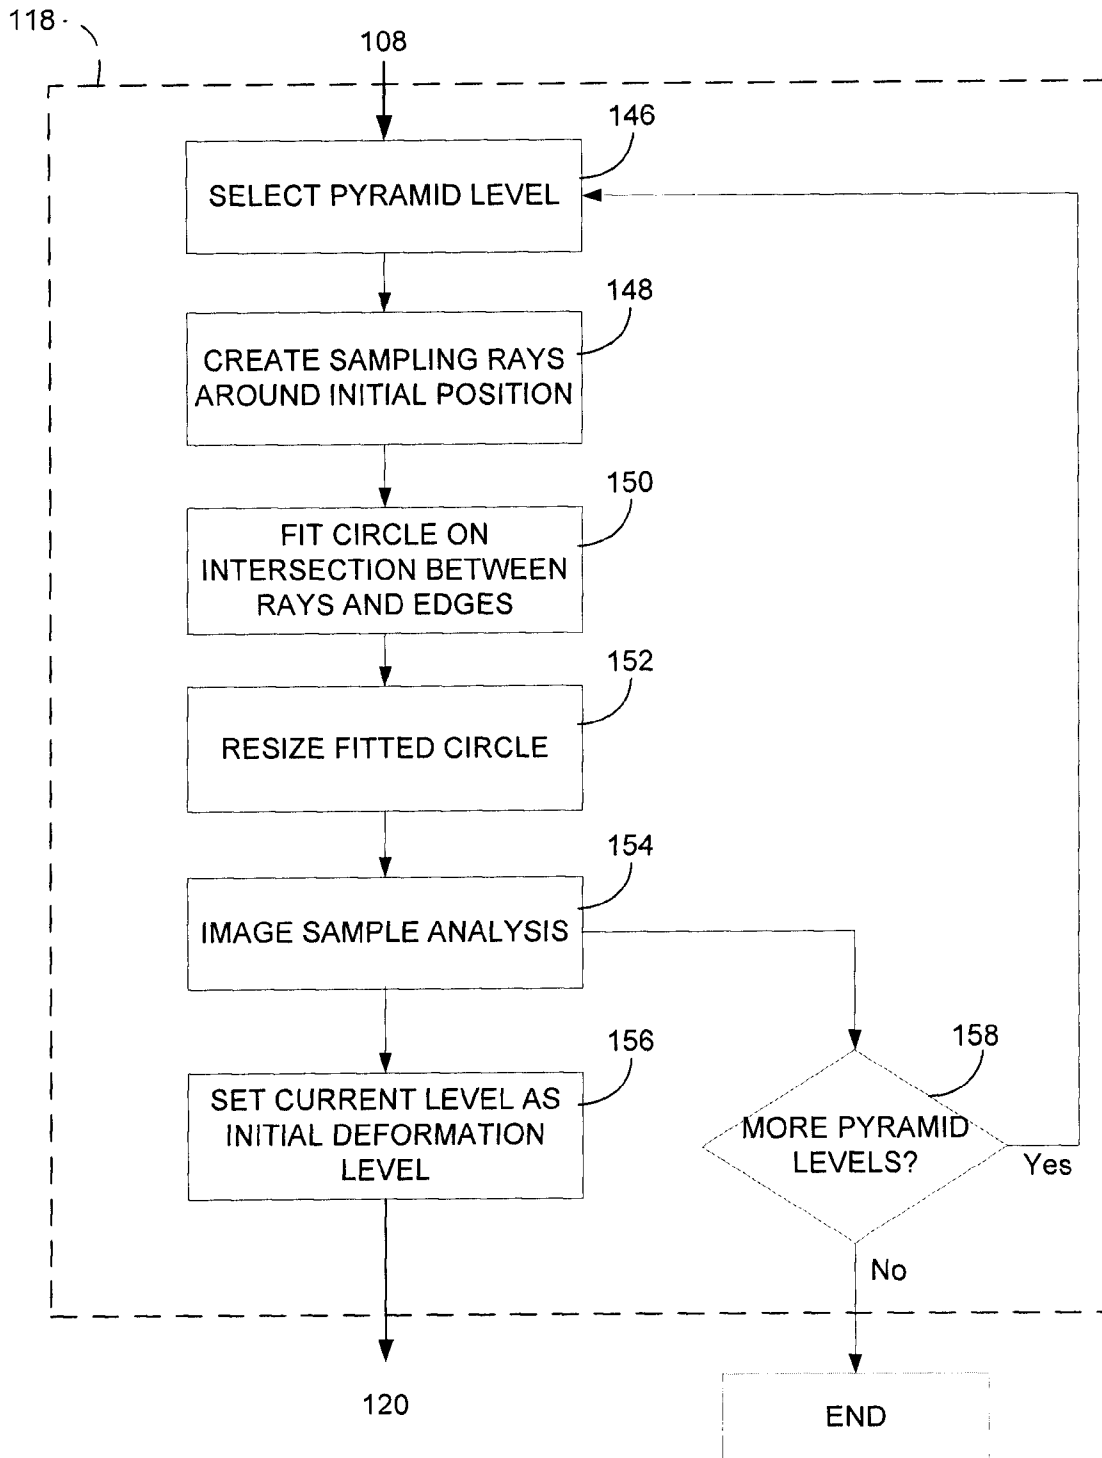 118
108
146
SELECT PYRAMID LEVEL
148
CREATE SAMPLING RAYS
AROUND INITIAL POSITION
150
FIT CIRCLE ON
INTERSECTION BETWEEN
RAYS AND EDGES
152
RESIZE FITTED CIRCLE
154
IMAGE SAMPLE ANALYSIS
156
SET CURRENT LEVEL AS
INITIAL DEFORMATION
LEVEL
158
MORE PYRAMID
LEVELS?
Yes
No
120
END